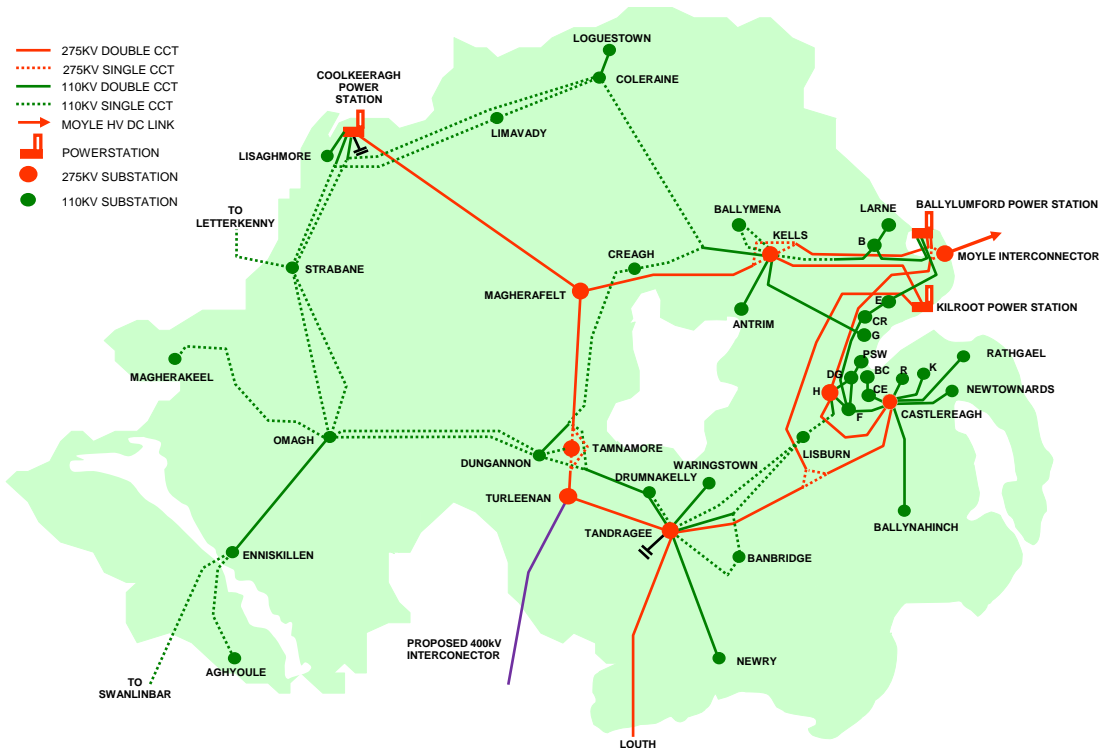 275KV DOUBLE CCT
275KV SINGLE CCT
110KV DOUBLE CCT
110KV SINGLE CCT
MOYLE HV DC LINK
POWERSTATION
275KV SUBSTATION
110KV SUBSTATION
LOGUESTOWN
COOLKEERAGH
POWER
STATION
COLERAINE
LIMAVADY
LISAGHMORE
TO
LETTERKENNY
STRABANE
BALLYMENA
KELLS
LARNE
B
BALLYLUMFORD POWER STATION
MOYLE INTERCONNECTOR
CREAGH
MAGHERAFELT
ANTRIM
E
CR
G
KILROOT POWER STATION
MAGHERAKEEL
PSW
DG
BC
R
K
RATHGAEL
H
CE
NEWTOWNARDS
F
CASTLEREAGH
OMAGH
DUNGANNON
TAMNAMORE
LISBURN
DRUMNAKELLY
WARINGSTOWN
TURLEENAN
TANDRAGEE
BALLYNAHINCH
ENNISKILLEN
BANBRIDGE
PROPOSED 400kV
INTERCONECTOR
NEWRY
AGHYOULE
TO
SWANLINBAR
LOUTH